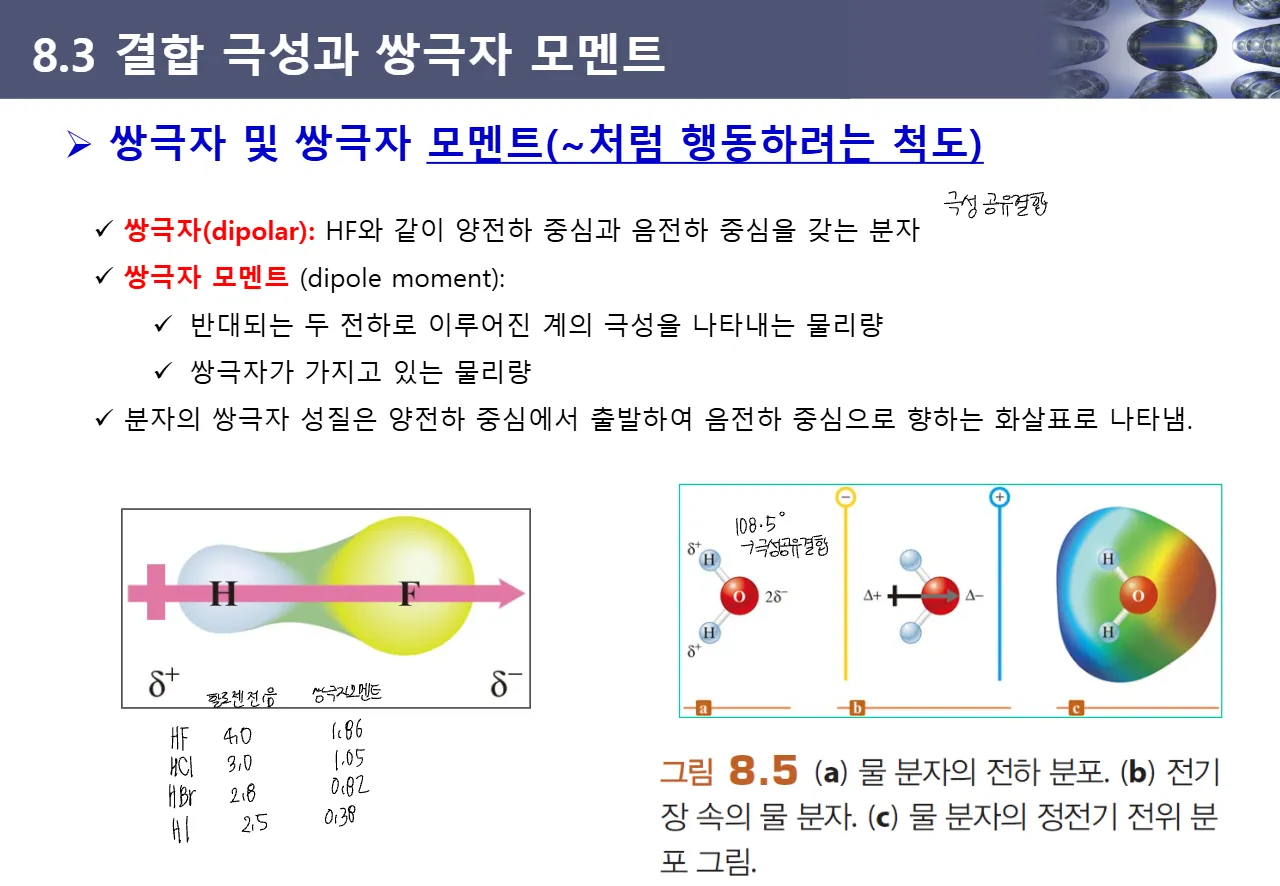 8.3 결합 극성과 쌍극자 모멘트
쌍극자 및 쌍극자 모멘트(~처럼 행동하려는 척도)
극성 공유결합
쌍극자(dipolar): HF와 같이 양전하 중심과 음전하 중심을 갖는 분자
쌍극자 모멘트 (dipole moment):
반대되는 두 전하로 이루어진 계의 극성을 나타내는 물리량
쌍극자가 가지고 있는 물리량
분자의 쌍극자 성질은 양전하 중심에서 출발하여 음전하 중심으로 향하는 화살표로 나타냄.
H F
δ+ δ−
쌍극자모멘트
HF 4.0 1.86
HCl 3.0 1.05
HBr 2.8 0.82
HI 2.5 0.38
108.5°
→극성공유결합
δ+
H
O 2δ−
H
δ+
a
−
+
Δ+ Δ−
b
H
O
H
c
그림 8.5 (a) 물 분자의 전하 분포. (b) 전기
장 속의 물 분자. (c) 물 분자의 정전기 전위 분
포 그림.